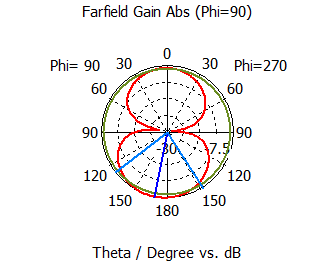 Farfield Gain Abs (Phi=90)
0
Phi= 90 30 30 Phi=270
60 60
90 -30 -7.5 90
120 120
150 150
180
Theta / Degree vs. dB